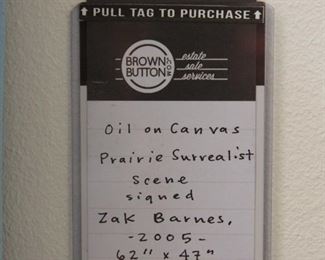 ↑ PULL TAG TO PURCHASE ↑
BROWN
BUTTON
.COM
estate
sale
services
Oil on Canvas
Prairie Surrealist
Scene
signed
Zak Barnes,
-2005-
62" x 47"